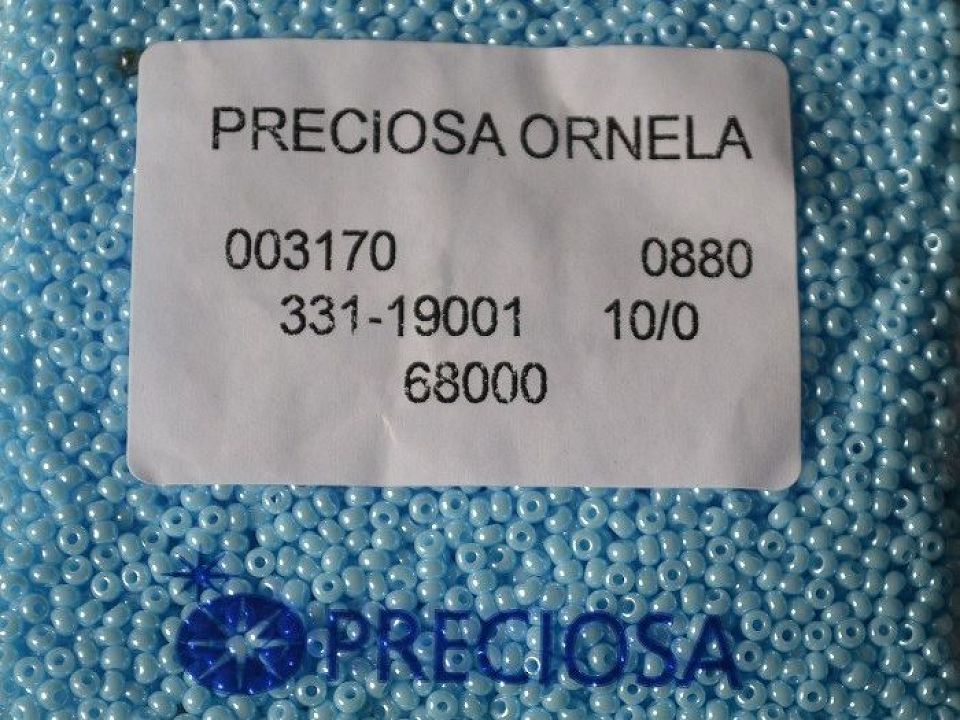 PRECiOSA ORNELA
003170 0880
331-19001 10/0
68000
PRECIOSA